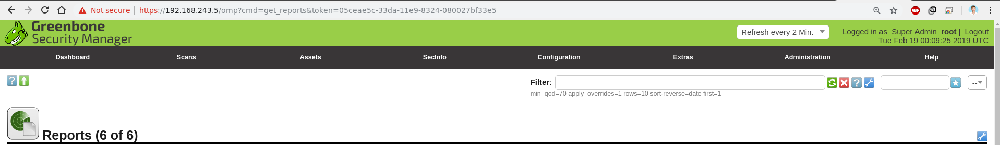 Not secure https://192.168.243.5/omp?cmd=get_reports&token=05ceae5c-33da-11e9-8324-080027bf33e5 ABP
Greenbone
Security Manager
Refresh every 2 Min.
Logged in as Super Admin root | Logout
Tue Feb 19 00:09:25 2019 UTC
Dashboard Scans Assets SecInfo Configuration Extras Administration Help
Filter: --
min_qod=70 apply_overrides=1 rows=10 sort-reverse=date first=1
Reports (6 of 6)